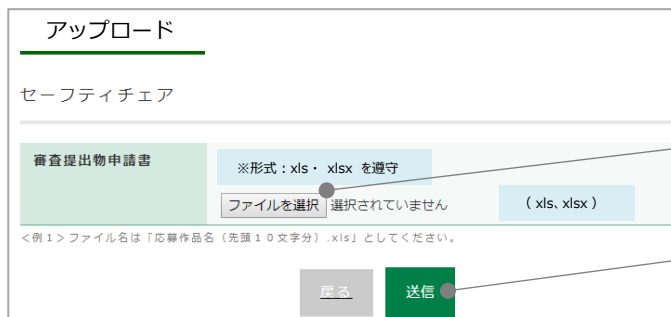 アップロード
セーフティチェア
審査提出物申請書
※形式：xls・ xlsx を遵守
ファイルを選択 選択されていません
（ xls、xlsx ）
＜例１＞ファイル名は「応募作品名（先頭１０文字分）.xls」としてください。
戻る
送信